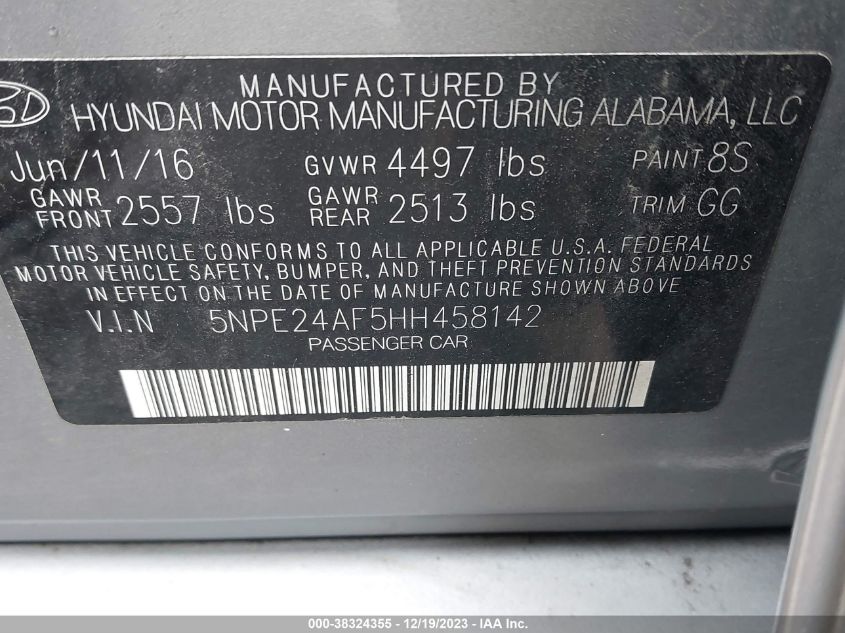 MANUFACTURED BY
HYUNDAI MOTOR MANUFACTURING ALABAMA, LLC
Jun/11/16 GVWR 4497 lbs PAINT 8S
GAWR FRONT 2557 lbs GAWR REAR 2513 lbs TRIM GG
THIS VEHICLE CONFORMS TO ALL APPLICABLE U.S.A. FEDERAL
MOTOR VEHICLE SAFETY, BUMPER, AND THEFT PREVENTION STANDARDS
IN EFFECT ON THE DATE OF MANUFACTURE SHOWN ABOVE
V.I.N 5NPE24AF5HH458142
PASSENGER CAR
000-38324355 - 12/19/2023 - IAA Inc.